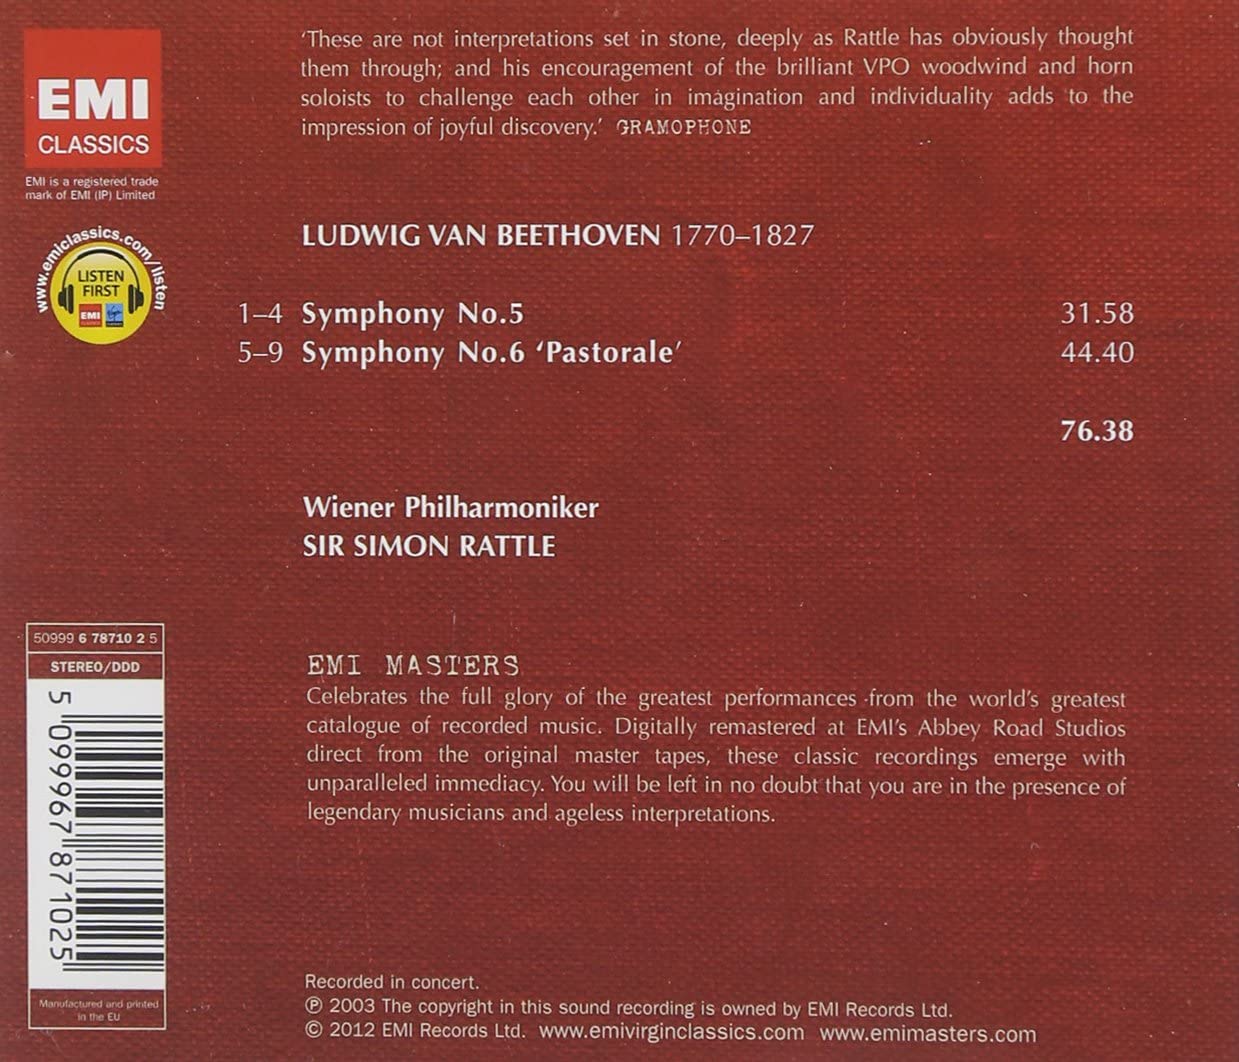 EMI
CLASSICS
EMI is a registered trade
mark of EMI (IP) Limited
www.emiclassics.com/listen
LISTEN
FIRST
EMI
'These are not interpretations set in stone, deeply as Rattle has obviously thought
them through; and his encouragement of the brilliant VPO woodwind and horn
soloists to challenge each other in imagination and individuality adds to the
impression of joyful discovery.' GRAMOPHONE
LUDWIG VAN BEETHOVEN 1770–1827
1–4 Symphony No.5 31.58
5–9 Symphony No.6 'Pastorale' 44.40
76.38
Wiener Philharmoniker
SIR SIMON RATTLE
50999 6 78710 2 5
STEREO/DDD
5 099967 871025
Manufactured and printed
in the EU
EMI MASTERS
Celebrates the full glory of the greatest performances from the world's greatest
catalogue of recorded music. Digitally remastered at EMI's Abbey Road Studios
direct from the original master tapes, these classic recordings emerge with
unparalleled immediacy. You will be left in no doubt that you are in the presence of
legendary musicians and ageless interpretations.
Recorded in concert.
℗ 2003 The copyright in this sound recording is owned by EMI Records Ltd.
© 2012 EMI Records Ltd. www.emivirginclassics.com www.emimasters.com